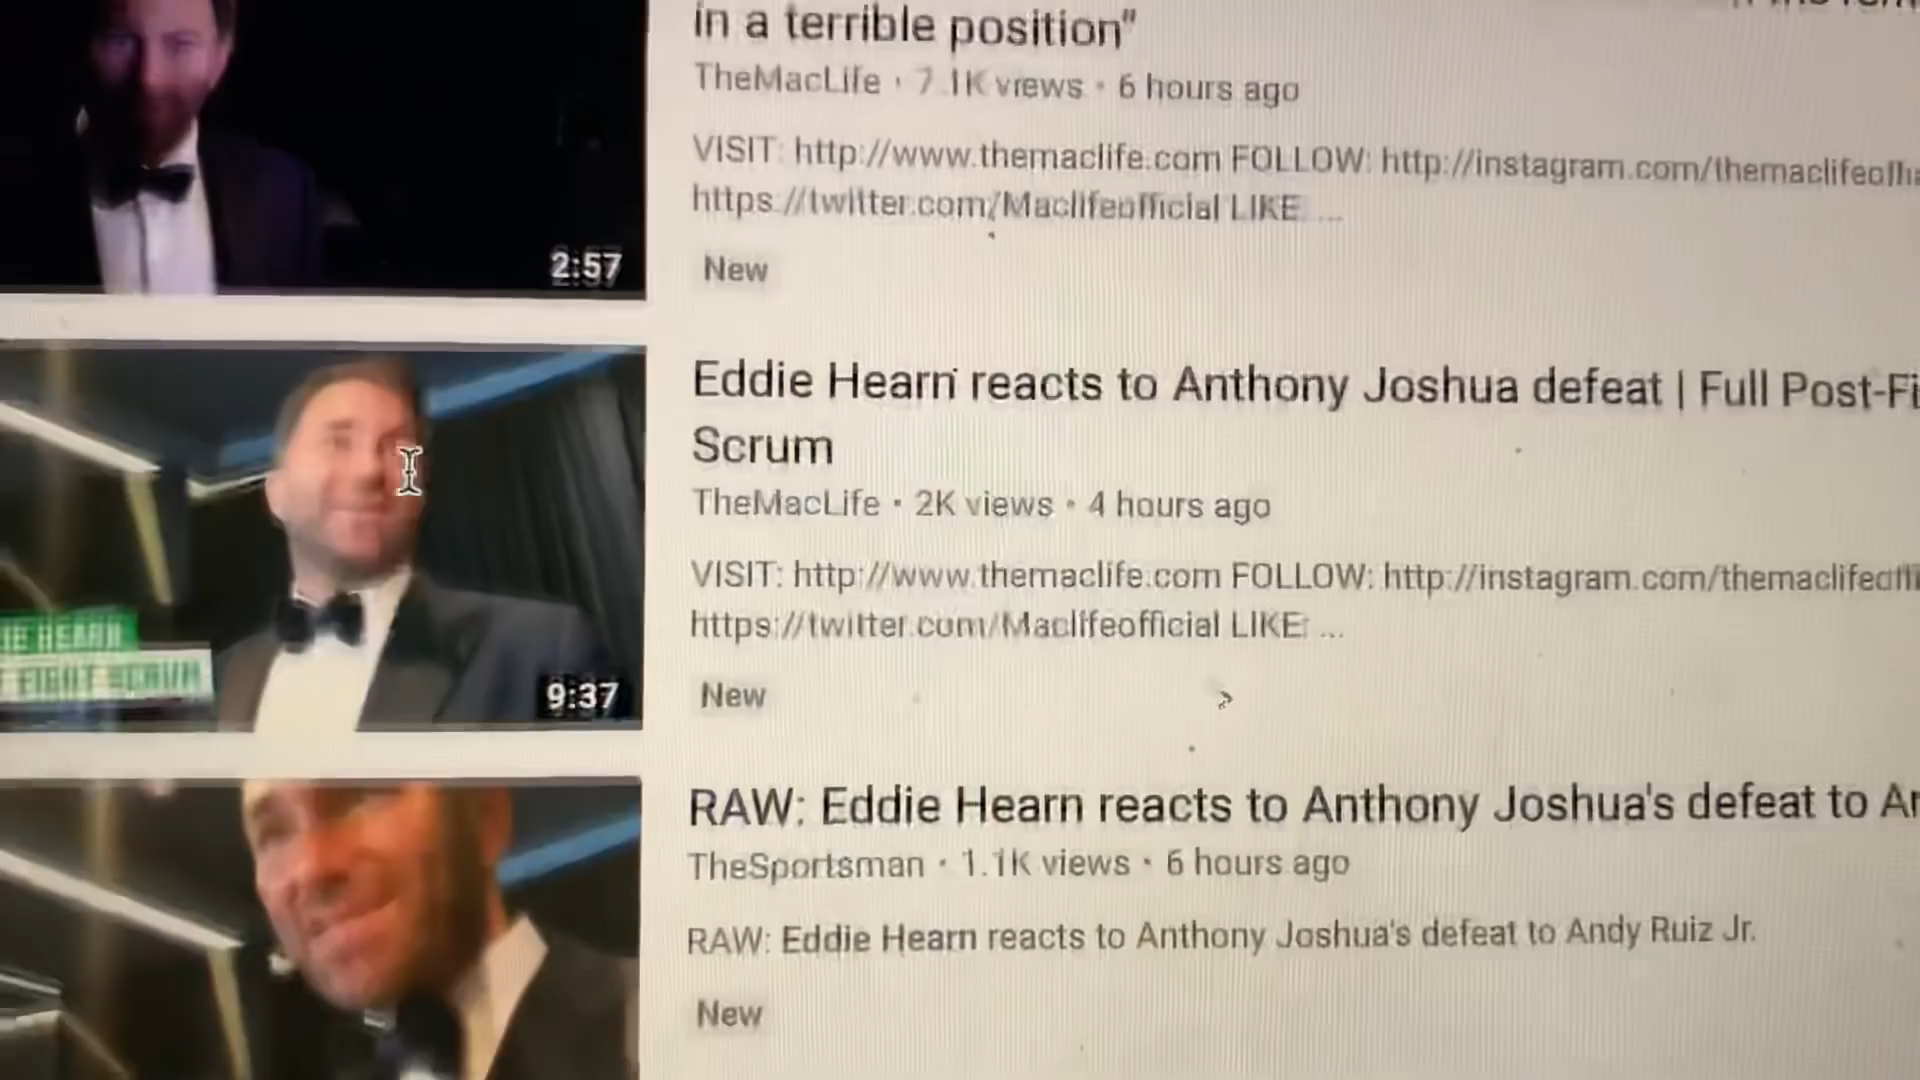 in a terrible position"
TheMacLife · 7.1K views · 6 hours ago
VISIT: http://www.themaclife.com FOLLOW: http://instagram.com/themaclifeoffi
https://twitter.com/Maclifeofficial LIKE ...
2:57
New
Eddie Hearn reacts to Anthony Joshua defeat | Full Post-Fi
Scrum
TheMacLife · 2K views · 4 hours ago
VISIT: http://www.themaclife.com FOLLOW: http://instagram.com/themaclifeoffi
https://twitter.com/Maclifeofficial LIKE: ...
IE HEARN
FIGHT SCRUM
9:37
New
RAW: Eddie Hearn reacts to Anthony Joshua's defeat to An
TheSportsman · 1.1K views · 6 hours ago
RAW: Eddie Hearn reacts to Anthony Joshua's defeat to Andy Ruiz Jr.
New